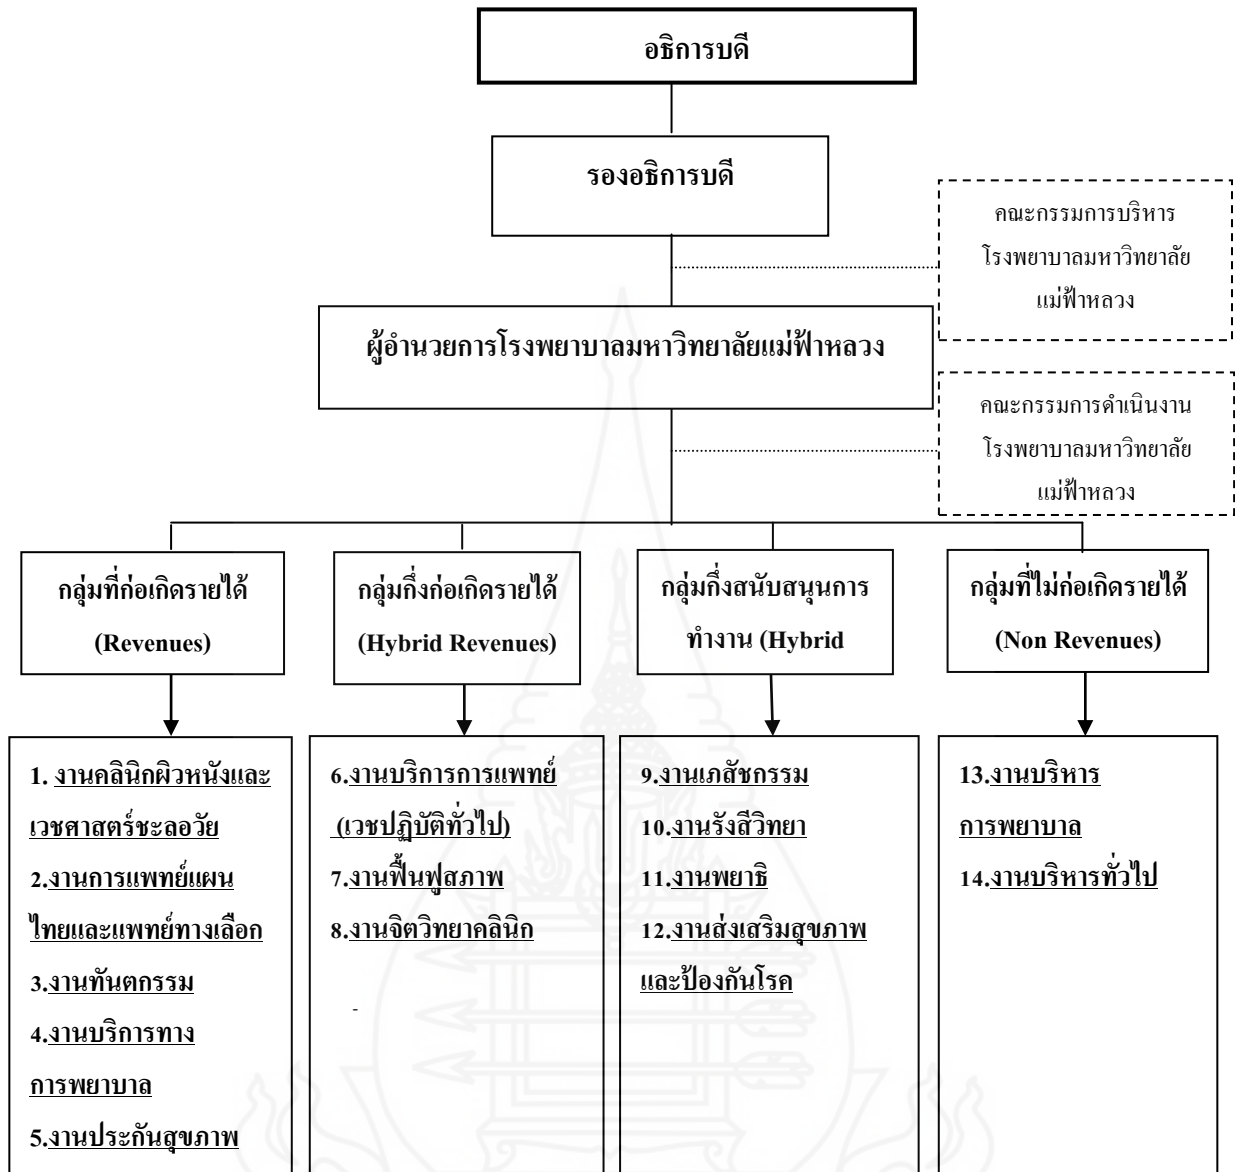 อธิการบดี
รองอธิการบดี
คณะกรรมการบริหาร
โรงพยาบาลมหาวิทยาลัย
แม่ฟ้าหลวง
ผู้อำนวยการโรงพยาบาลมหาวิทยาลัยแม่ฟ้าหลวง
คณะกรรมการดำเนินงาน
โรงพยาบาลมหาวิทยาลัย
แม่ฟ้าหลวง
กลุ่มที่ก่อเกิดรายได้
(Revenues)
กลุ่มกึ่งก่อเกิดรายได้
(Hybrid Revenues)
กลุ่มกึ่งสนับสนุนการ
ทำงาน (Hybrid
กลุ่มที่ไม่ก่อเกิดรายได้
(Non Revenues)
1. งานคลินิกผิวหนังและ
เวชศาสตร์ชะลอวัย
2.งานการแพทย์แผน
ไทยและแพทย์ทางเลือก
3.งานทันตกรรม
4.งานบริการทาง
การพยาบาล
5.งานประกันสุขภาพ
6.งานบริการการแพทย์
(เวชปฏิบัติทั่วไป)
7.งานฟื้นฟูสภาพ
8.งานจิตวิทยาคลินิก
-
9.งานเภสัชกรรม
10.งานรังสีวิทยา
11.งานพยาธิ
12.งานส่งเสริมสุขภาพ
และป้องกันโรค
13.งานบริหาร
การพยาบาล
14.งานบริหารทั่วไป